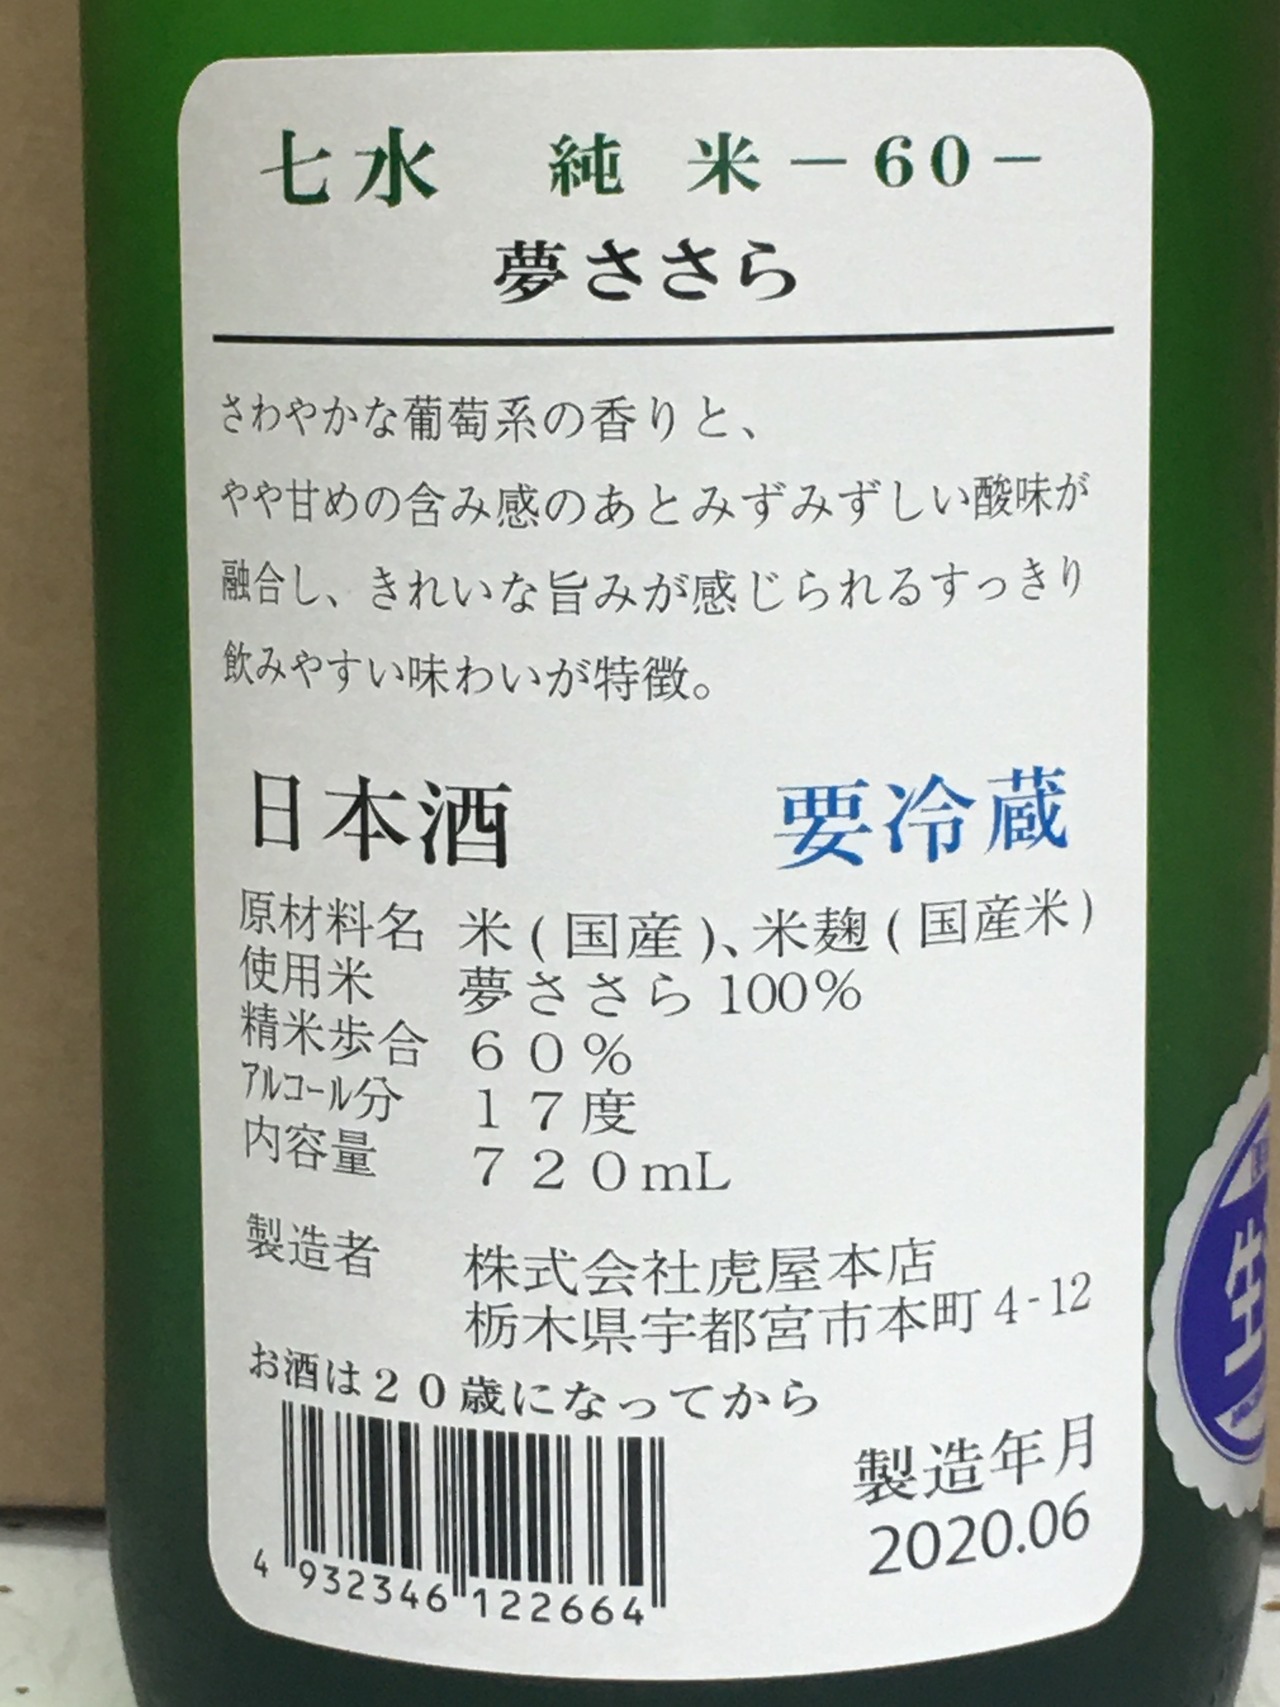 七水 純米－60－
夢ささら
さわやかな葡萄系の香りと、
やや甘めの含み感のあとみずみずしい酸味が
融合し、きれいな旨みが感じられるすっきり
飲みやすい味わいが特徴。
日本酒 要冷蔵
原材料名 米(国産)、米麹(国産米)
使用米 夢ささら100%
精米歩合 60%
アルコール分 17度
内容量 720mL
製造者 株式会社虎屋本店
栃木県宇都宮市本町4-12
お酒は20歳になってから
製造年月
2020.06
4 932346 122664
生